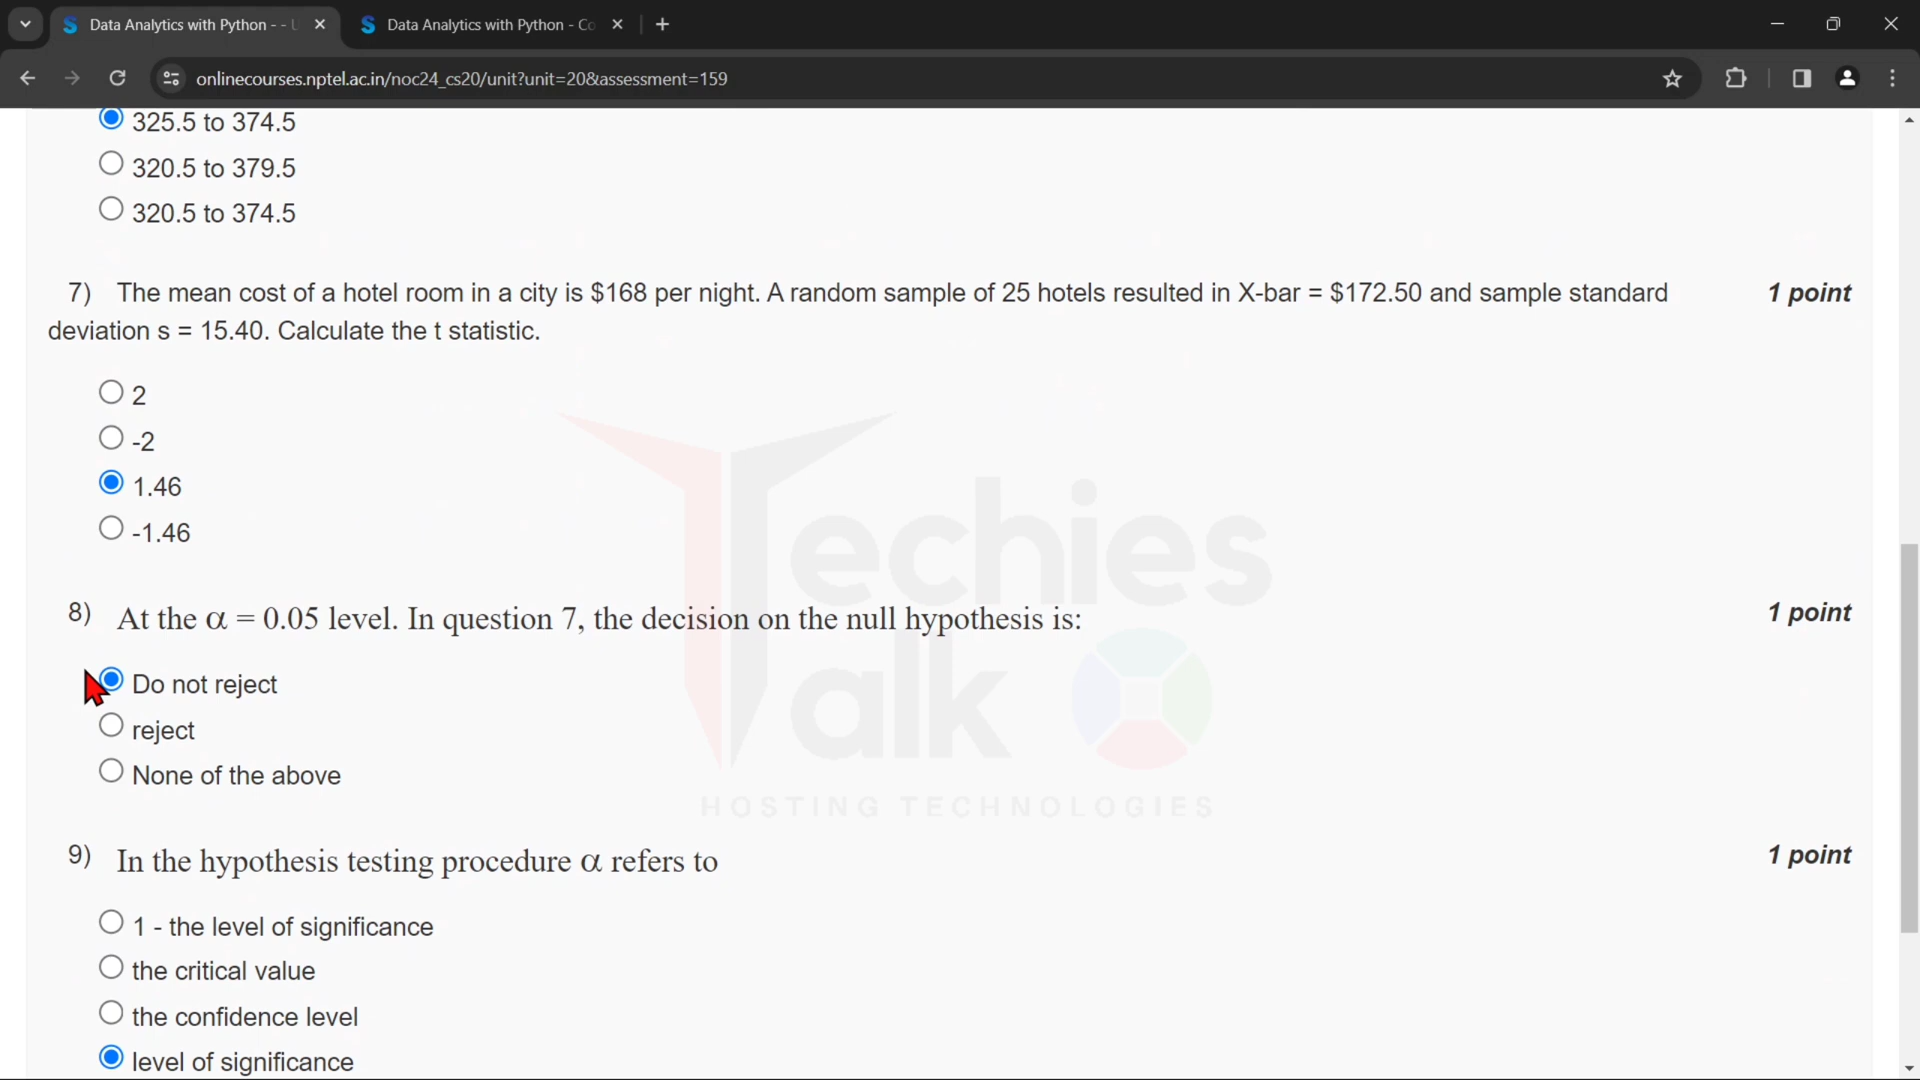 Data Analytics with Python - - U
Data Analytics with Python - Co
onlinecourses.nptel.ac.in/noc24_cs20/unit?unit=20&assessment=159
325.5 to 374.5
320.5 to 379.5
320.5 to 374.5
7) The mean cost of a hotel room in a city is $168 per night. A random sample of 25 hotels resulted in X-bar = $172.50 and sample standard 1 point
deviation s = 15.40. Calculate the t statistic.
2
-2
1.46
-1.46
8) At the α = 0.05 level. In question 7, the decision on the null hypothesis is: 1 point
Do not reject
reject
None of the above
9) In the hypothesis testing procedure α refers to 1 point
1 - the level of significance
the critical value
the confidence level
level of significance
Techies
Talk
HOSTING TECHNOLOGIES